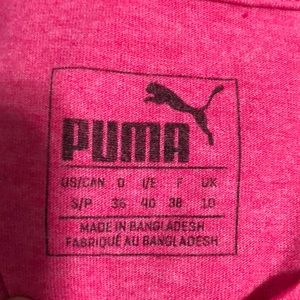 PUMA
US/CAN D I/E F UK
S/P 36 40 38 10
MADE IN BANGLADESH
FABRIQUÉ AU BANGLADESH